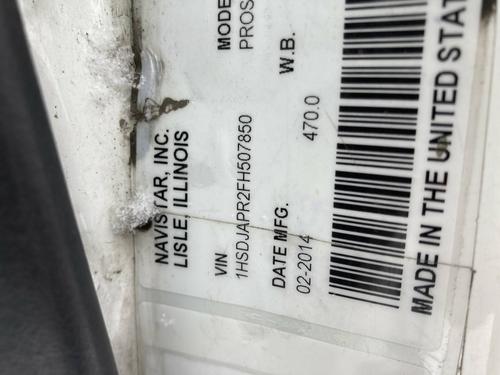 NAVISTAR, INC.
LISLE, ILLINOIS
VIN
1HSDJAPR2FH507850
DATE MFG.
02-2014
W.B.
470.0
MADE IN THE UNITED STAT